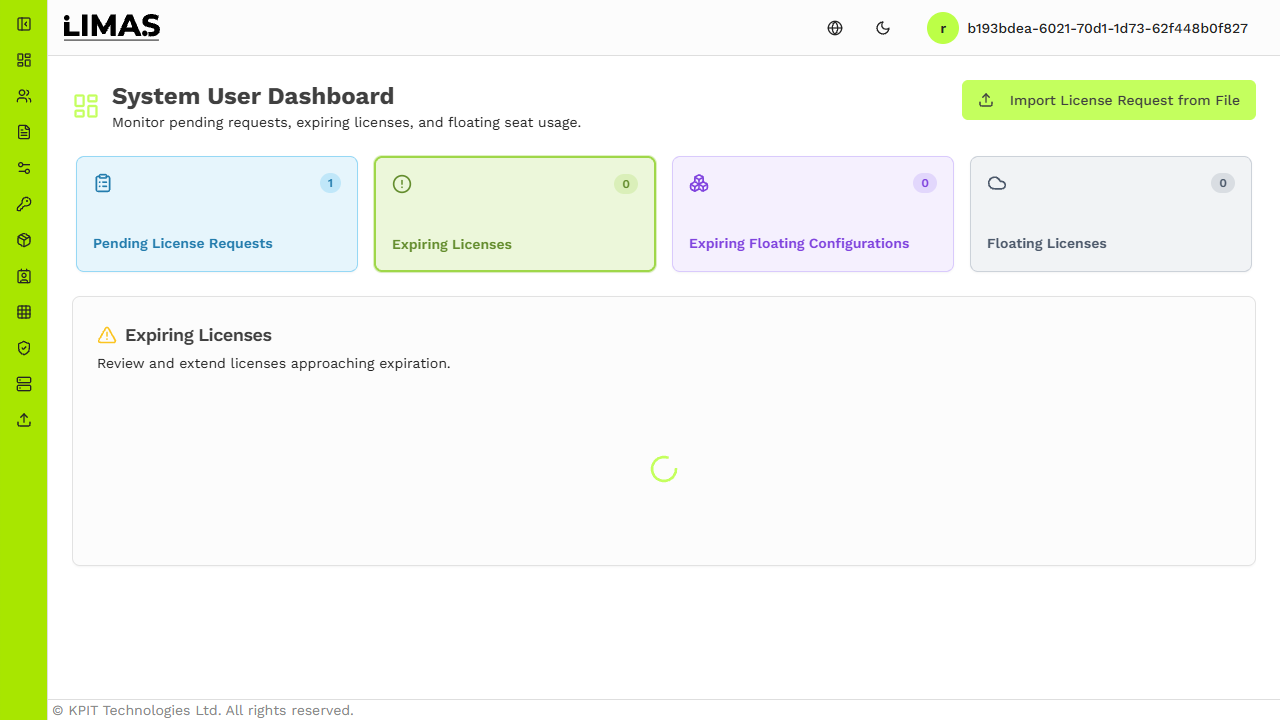 LIMAS
r
b193bdea-6021-70d1-1d73-62f448b0f827
System User Dashboard
Monitor pending requests, expiring licenses, and floating seat usage.
Import License Request from File
1
Pending License Requests
0
Expiring Licenses
0
Expiring Floating Configurations
0
Floating Licenses
Expiring Licenses
Review and extend licenses approaching expiration.
© KPIT Technologies Ltd. All rights reserved.